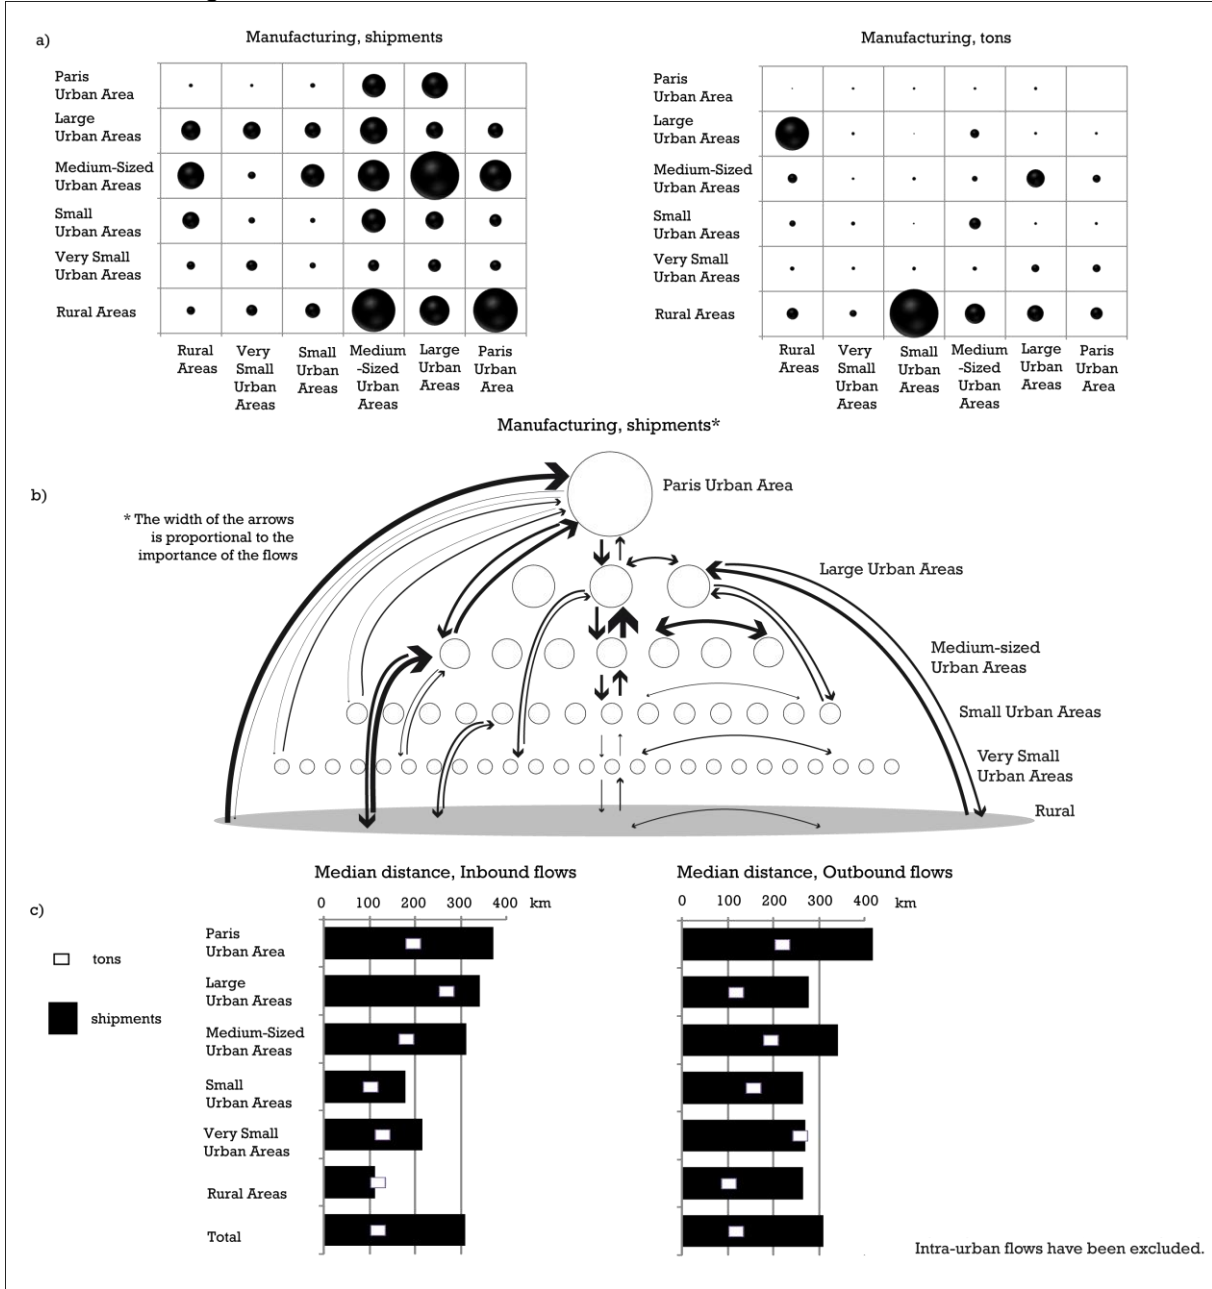 a)
Manufacturing, shipments
Paris
Urban Area
Large
Urban Areas
Medium-Sized
Urban Areas
Small
Urban Areas
Very Small
Urban Areas
Rural Areas
Rural
Areas
Very
Small
Urban
Areas
Small
Urban
Areas
Medium
-Sized
Urban
Areas
Large
Urban
Areas
Paris
Urban
Area
Manufacturing, tons
Paris
Urban Area
Large
Urban Areas
Medium-Sized
Urban Areas
Small
Urban Areas
Very Small
Urban Areas
Rural Areas
Rural
Areas
Very
Small
Urban
Areas
Small
Urban
Areas
Medium
-Sized
Urban
Areas
Large
Urban
Areas
Paris
Urban
Area
Manufacturing, shipments*
b)
* The width of the arrows
is proportional to the
importance of the flows
Paris Urban Area
Large Urban Areas
Medium-sized
Urban Areas
Small Urban Areas
Very Small
Urban Areas
Rural
c)
tons
shipments
Median distance, Inbound flows
0 100 200 300 400 km
Paris
Urban Area
Large
Urban Areas
Medium-Sized
Urban Areas
Small
Urban Areas
Very Small
Urban Areas
Rural Areas
Total
Median distance, Outbound flows
0 100 200 300 400 km
Intra-urban flows have been excluded.